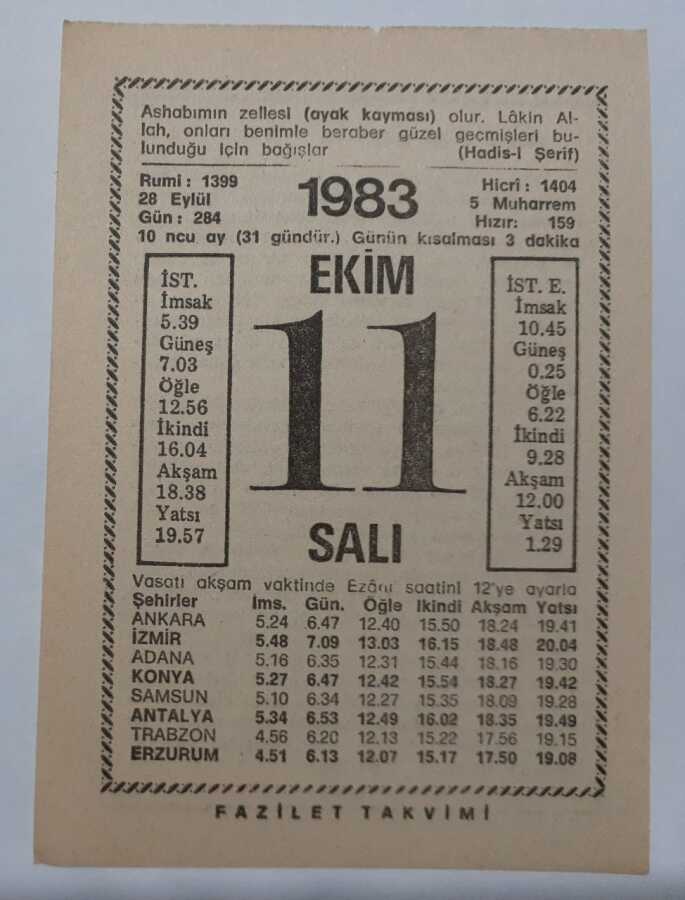 Ashabımın zellesi (ayak kayması) olur. Lâkin Al-
lah, onları benimle beraber güzel geçmişleri bu-
lunduğu için bağışlar (Hadis-i Şerif)
Rumi : 1399
28 Eylül
Gün : 284
1983
Hicrî : 1404
5 Muharrem
Hızır: 159
10 ncu ay (31 gündür.) Günün kısalması 3 dakika
İST.
İmsak
5.39
Güneş
7.03
Öğle
12.56
İkindi
16.04
Akşam
18.38
Yatsı
19.57
EKİM
11
SALI
İST. E.
İmsak
10.45
Güneş
0.25
Öğle
6.22
İkindi
9.28
Akşam
12.00
Yatsı
1.29
Vasati akşam vaktinde Ezâni saatini 12'ye ayarla
Şehirler İms. Gün. Öğle İkindi Akşam Yatsı
ANKARA 5.24 6.47 12.40 15.50 18.24 19.41
İZMİR 5.48 7.09 13.03 16.15 18.48 20.04
ADANA 5.16 6.35 12.31 15.44 18.16 19.30
KONYA 5.27 6.47 12.42 15.54 18.27 19.42
SAMSUN 5.10 6.34 12.27 15.35 18.09 19.28
ANTALYA 5.34 6.53 12.49 16.02 18.35 19.49
TRABZON 4.56 6.20 12.13 15.22 17.56 19.15
ERZURUM 4.51 6.13 12.07 15.17 17.50 19.08
FAZİLET TAKVİMİ